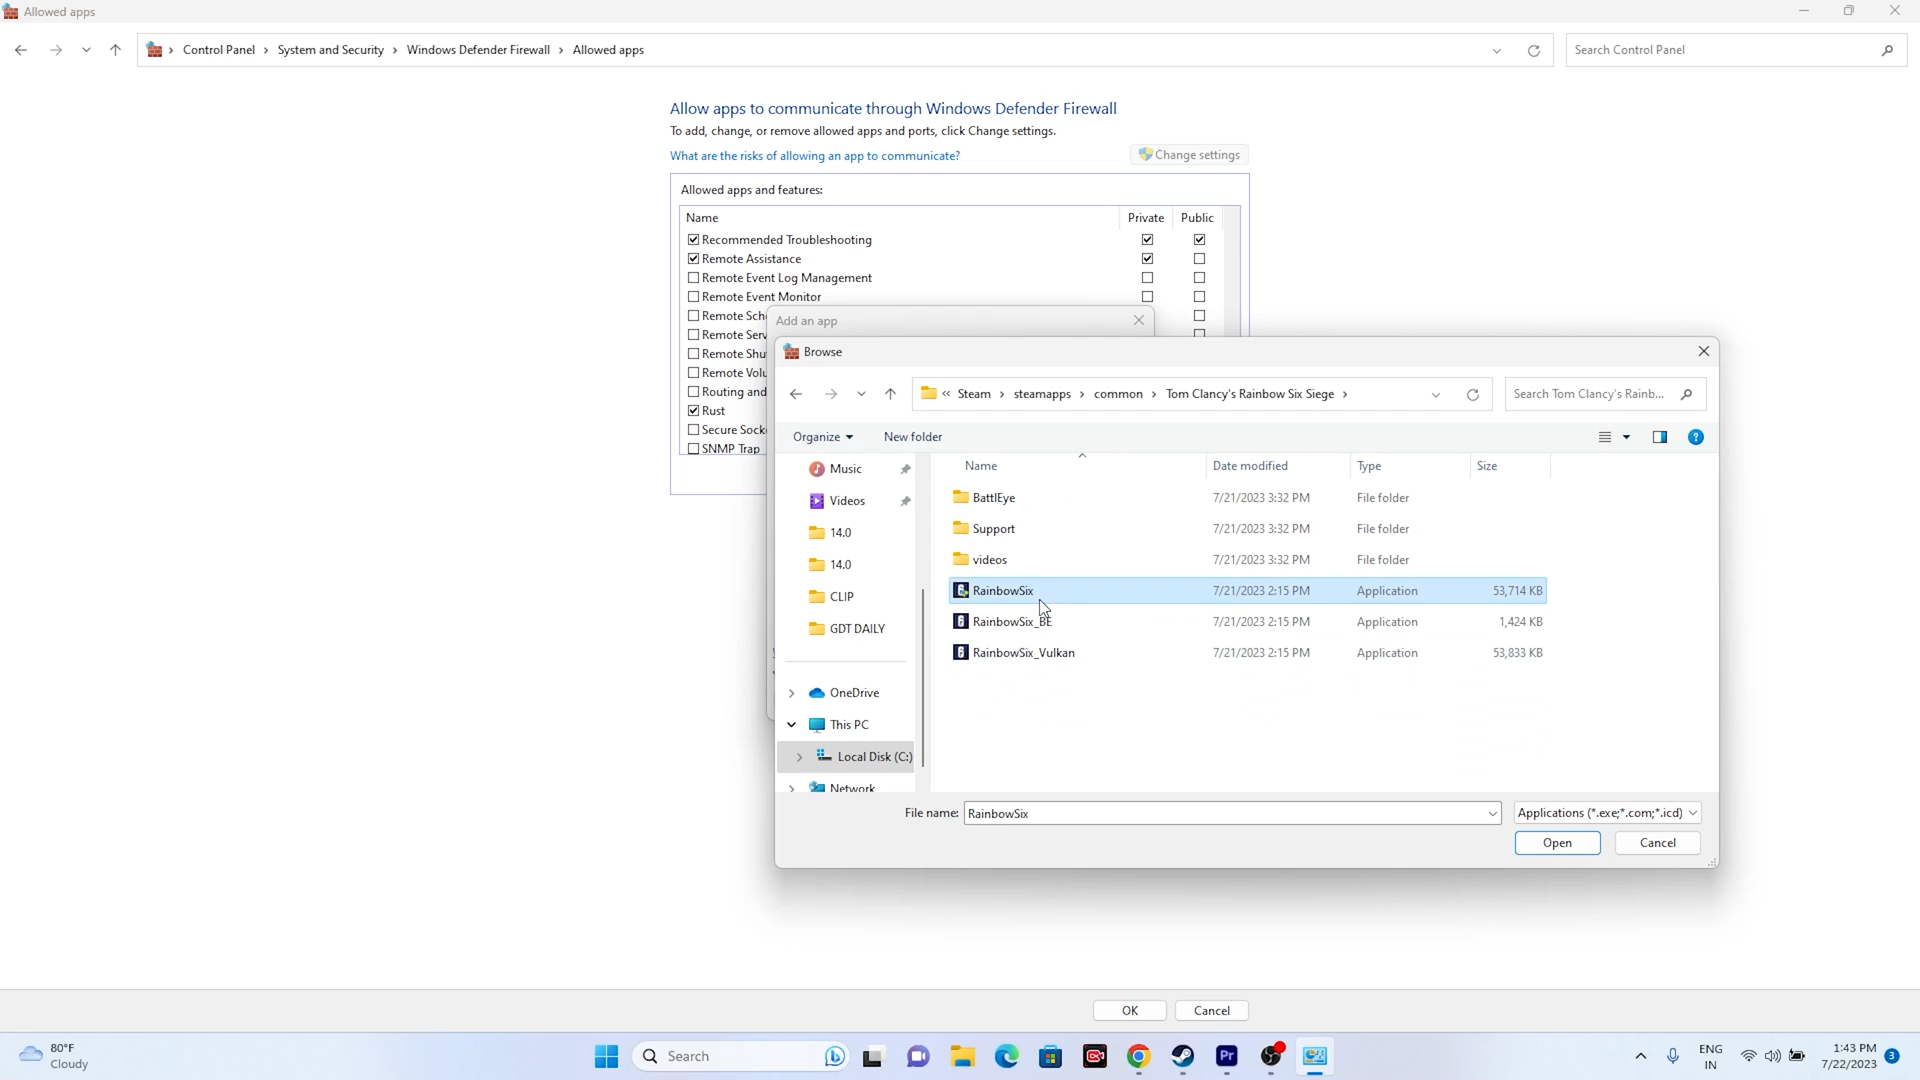 Allowed apps
Control Panel › System and Security › Windows Defender Firewall › Allowed apps
Search Control Panel
Allow apps to communicate through Windows Defender Firewall
To add, change, or remove allowed apps and ports, click Change settings.
What are the risks of allowing an app to communicate?
Change settings
Allowed apps and features:
Name Private Public
Recommended Troubleshooting
Remote Assistance
Remote Event Log Management
Remote Event Monitor
Remote Sch
Remote Serv
Remote Shu
Remote Volu
Routing and
Rust
Secure Sock
SNMP Trap
Add an app
Browse
« Steam › steamapps › common › Tom Clancy's Rainbow Six Siege ›
Search Tom Clancy's Rainb...
Organize New folder
Music
Videos
14.0
14.0
CLIP
GDT DAILY
OneDrive
This PC
Local Disk (C:)
Network
Name Date modified Type Size
BattlEye 7/21/2023 3:32 PM File folder
Support 7/21/2023 3:32 PM File folder
videos 7/21/2023 3:32 PM File folder
RainbowSix 7/21/2023 2:15 PM Application 53,714 KB
RainbowSix_BE 7/21/2023 2:15 PM Application 1,424 KB
RainbowSix_Vulkan 7/21/2023 2:15 PM Application 53,833 KB
File name: RainbowSix Applications (*.exe;*.com;*.icd)
Open Cancel
OK Cancel
80°F
Cloudy
Search
Pr
ENG
IN
1:43 PM
7/22/2023
3